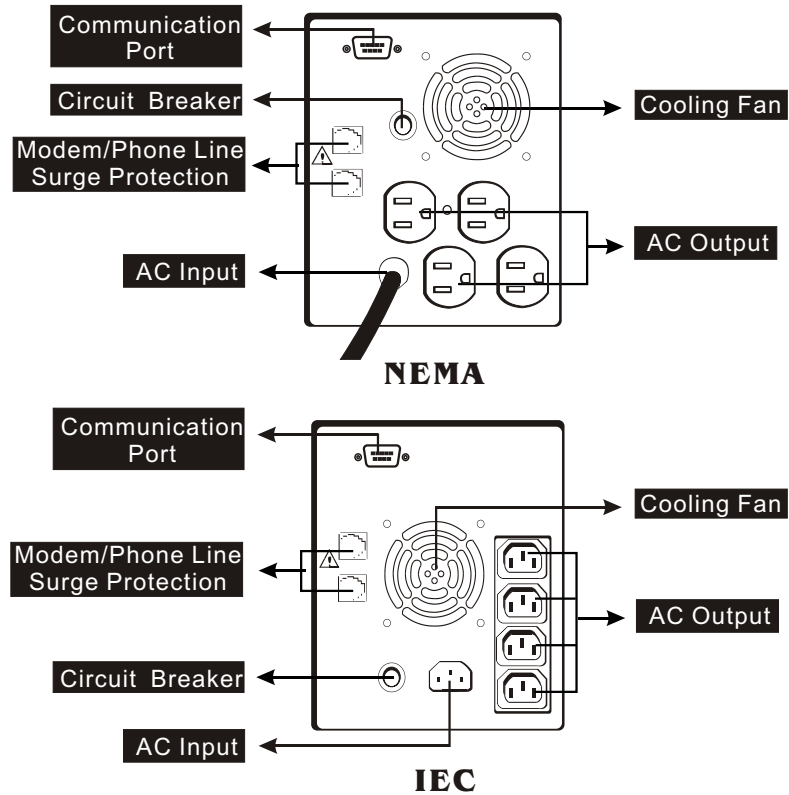 Communication
Port
Circuit Breaker
Cooling Fan
Modem/Phone Line
Surge Protection
AC Output
AC Input
NEMA
Communication
Port
Cooling Fan
Modem/Phone Line
Surge Protection
AC Output
Circuit Breaker
AC Input
IEC